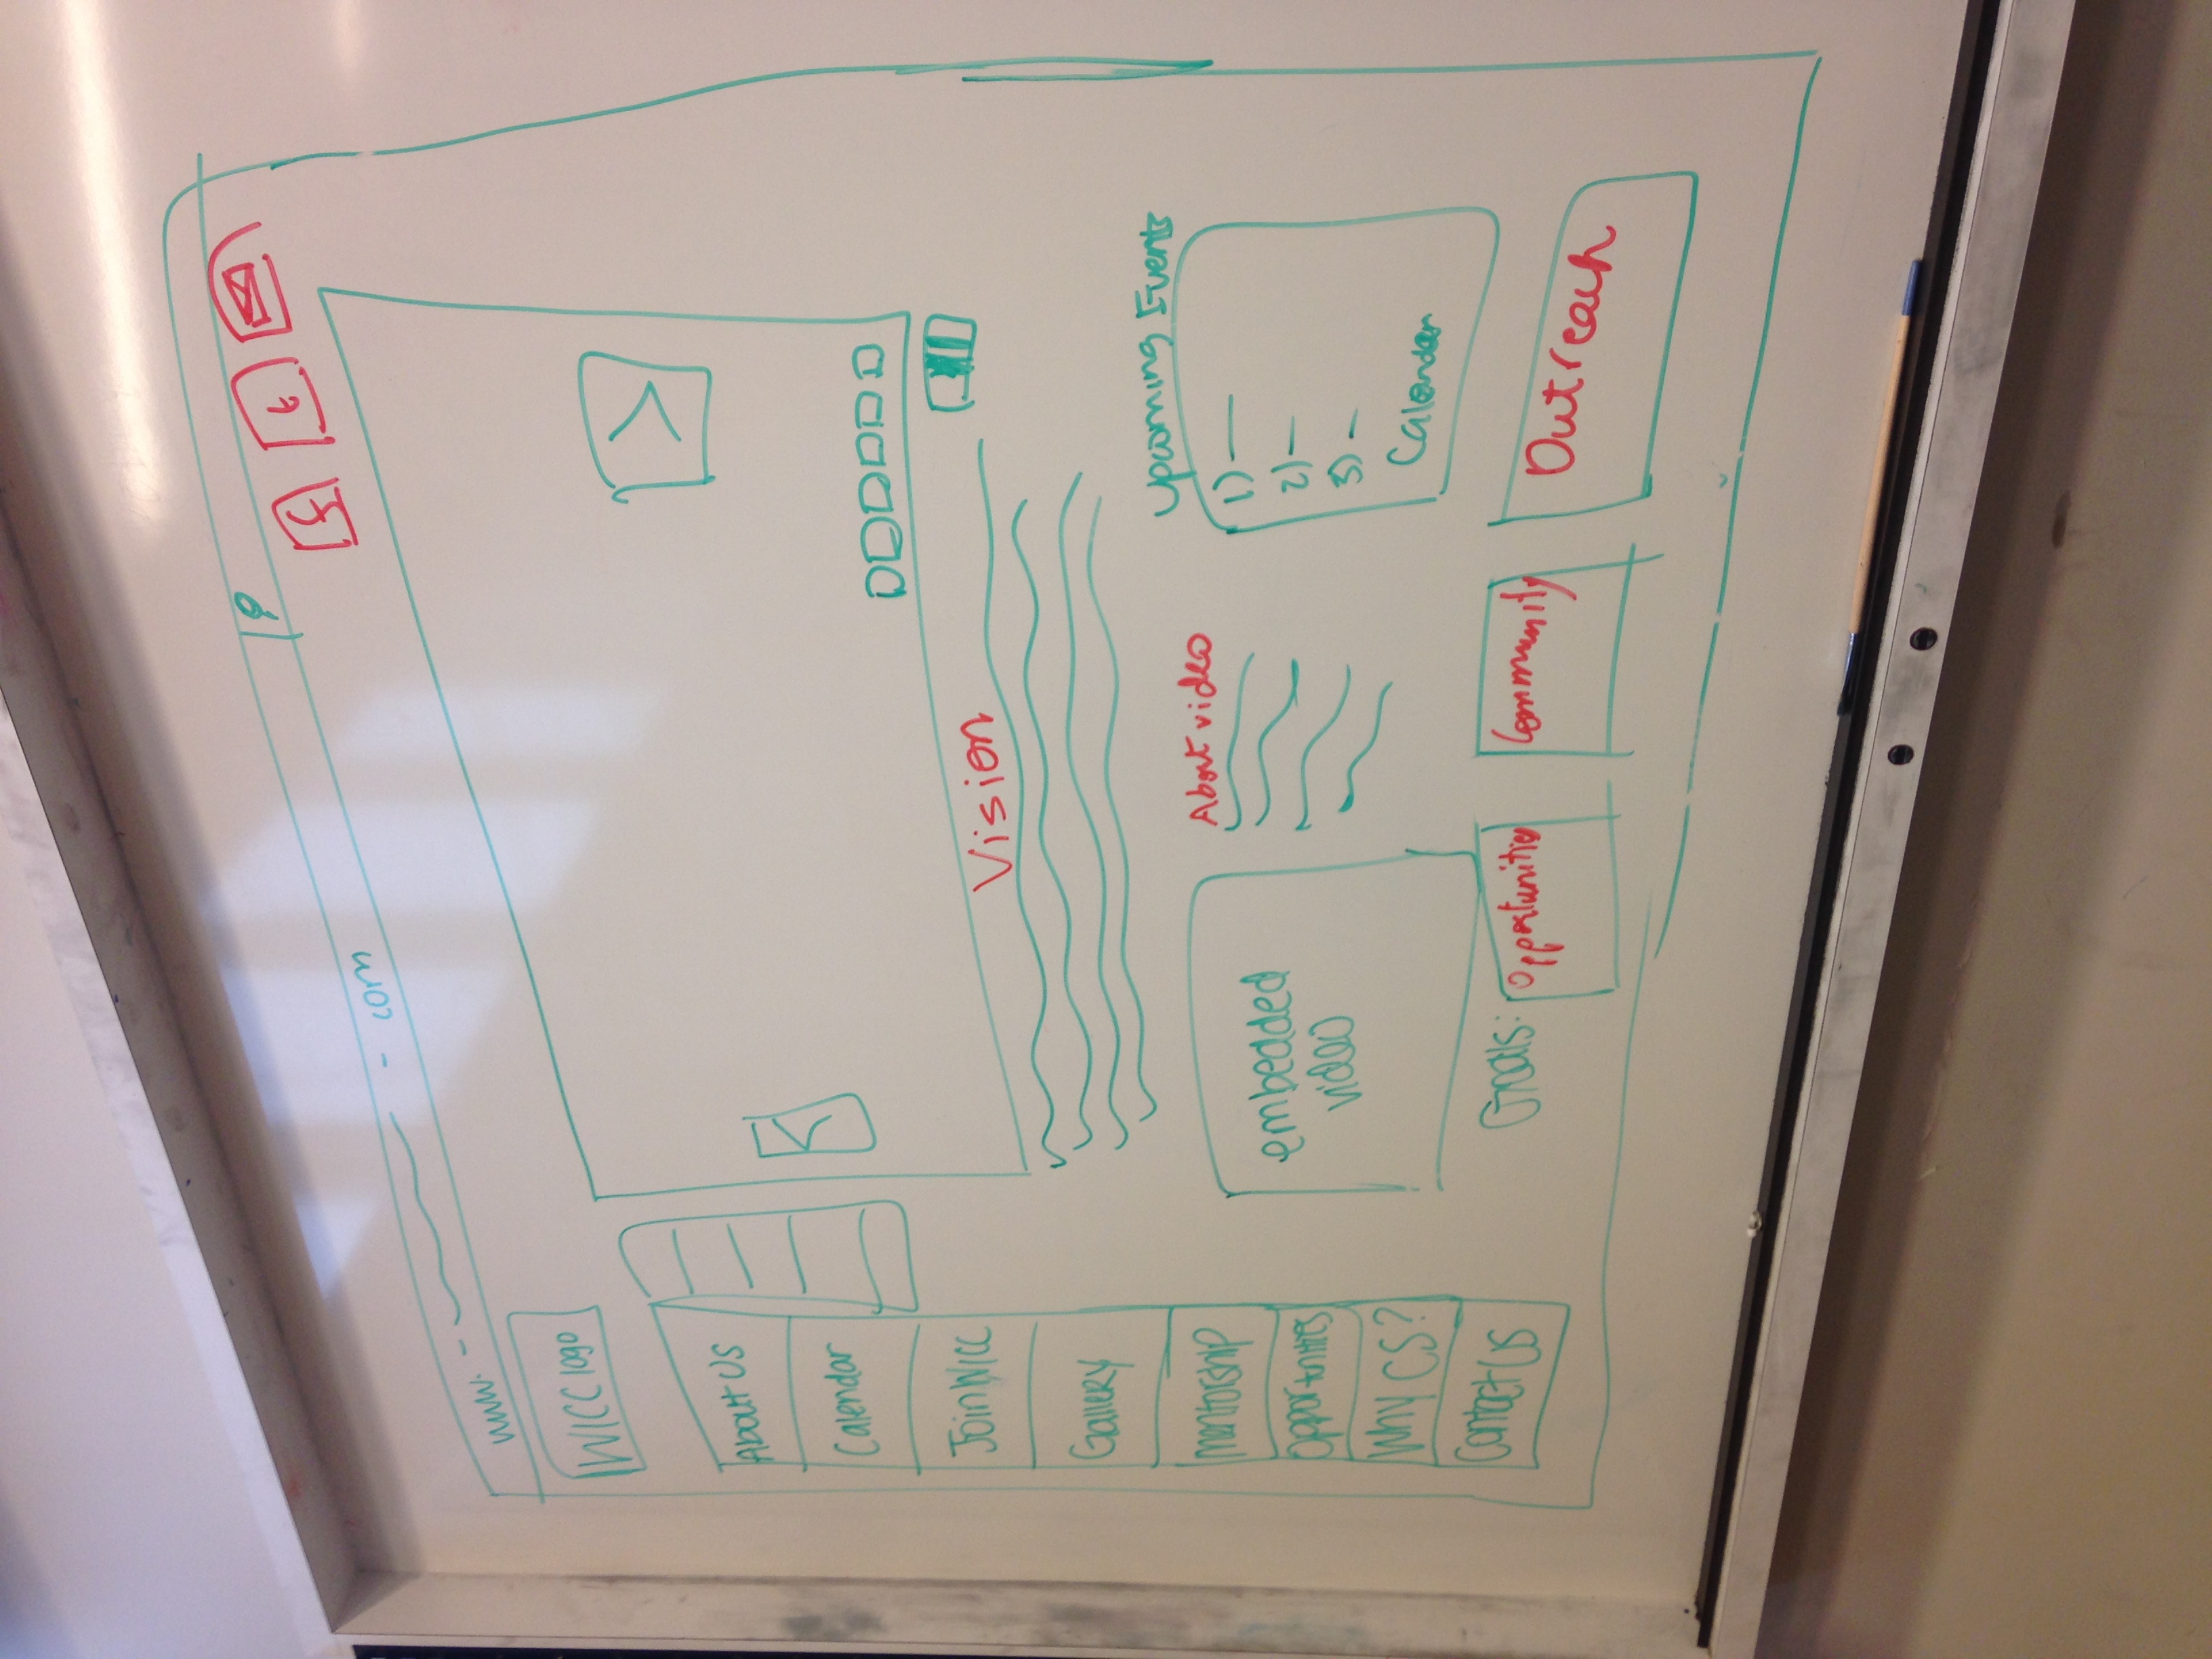 www. - - com
f t
WICC logo
About US
Calendar
Join WICC
Gallery
mentorship
Opportunities
Why CS?
Contact Us
< >
Vision
embedded
video
About video
Upcoming Events
1) —
2) —
3) —
Calendar
Goals: Opportunities Community Outreach